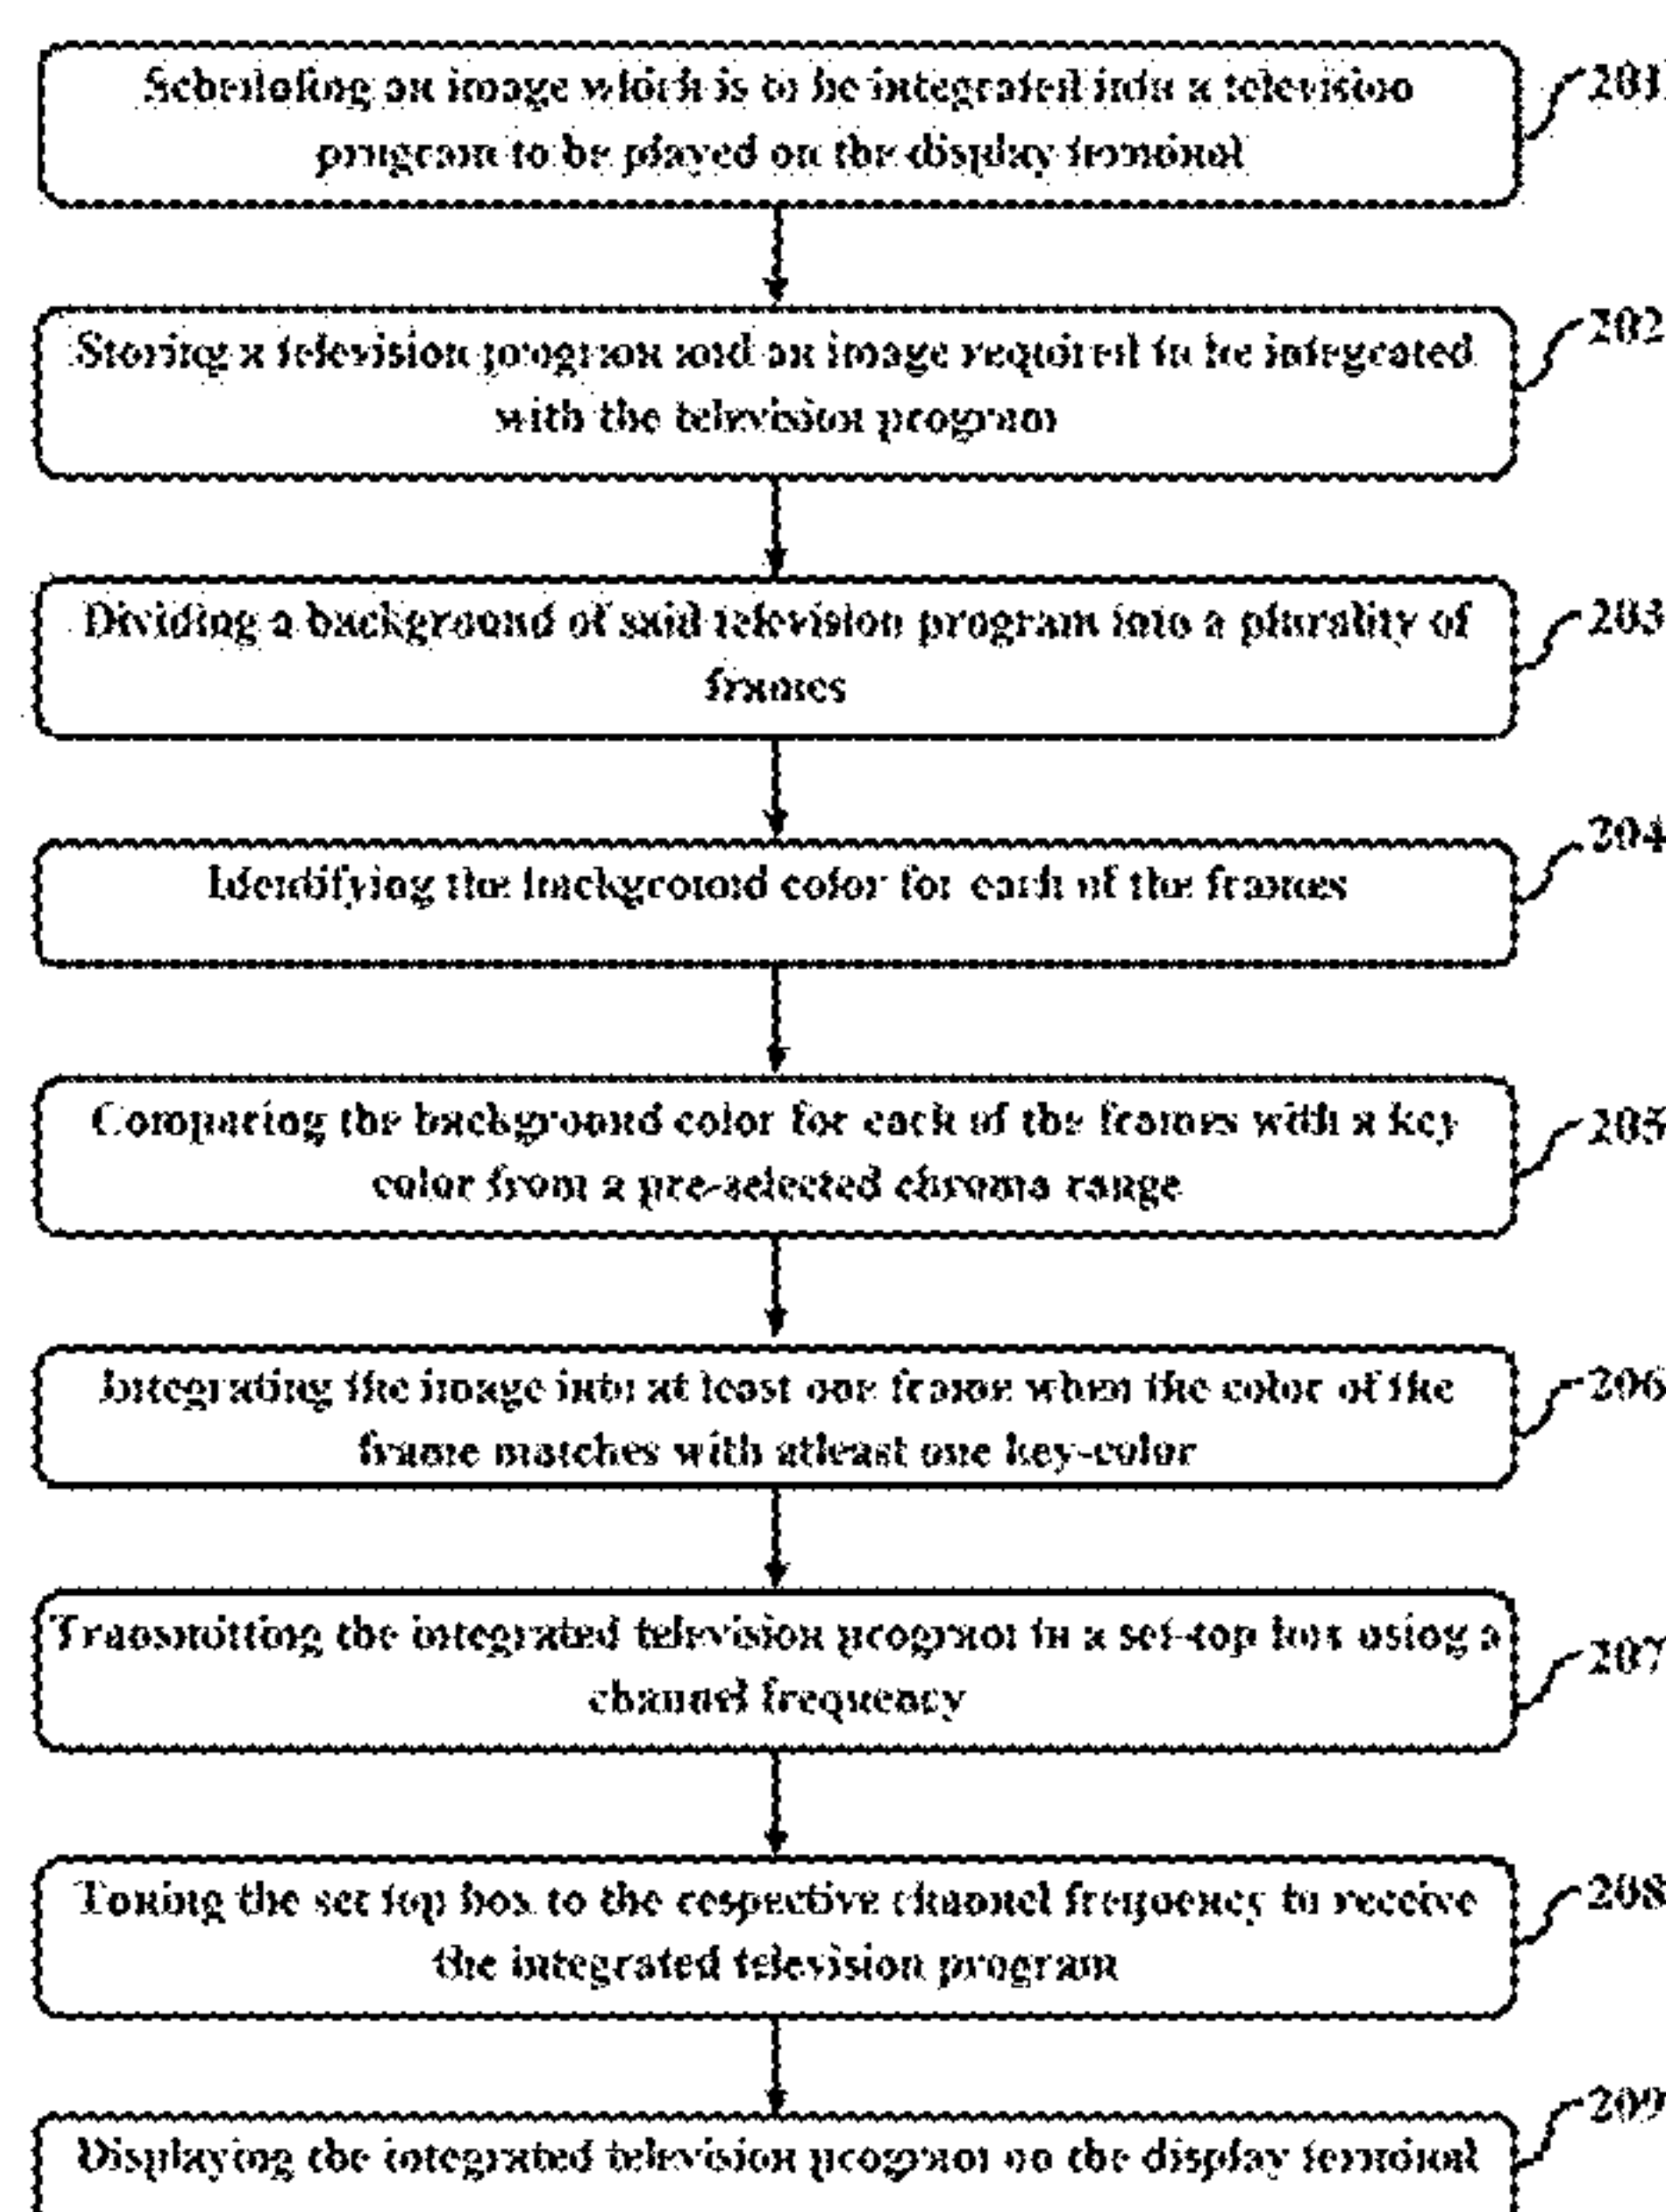 Scheduling an image which is to be integrated into a television
201
program to be played on the display terminal
202
Storing a television program and an image required to be integrated
with the television program
Dividing a background of said television program into a plurality of
203
frames
204
Identifying the background color for each of the frames
Comparing the background color for each of the frames with a key
205
color from a pre-selected chroma range
Integrating the image into at least one frame when the color of the
206
frame matches with atleast one key-color
Transmitting the integrated television program to a set-top box using a
207
channel frequency
Tuning the set top box to the respective channel frequency to receive
208
the integrated television program
209
Displaying the integrated television program on the display terminal